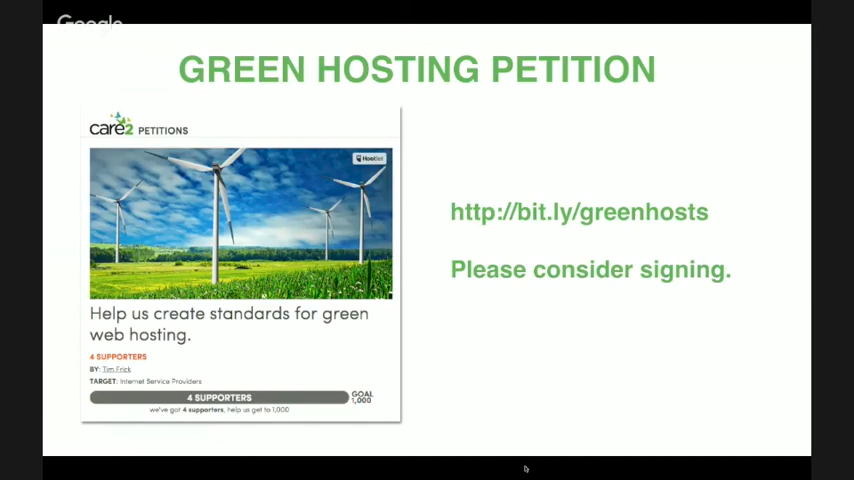 Google
GREEN HOSTING PETITION
care2 PETITIONS
Hootlet
http://bit.ly/greenhosts
Please consider signing.
Help us create standards for green
web hosting.
4 SUPPORTERS
BY: Tim Frick
TARGET: Internet Service Providers
4 SUPPORTERS
GOAL
1,000
we've got 4 supporters, help us get to 1,000